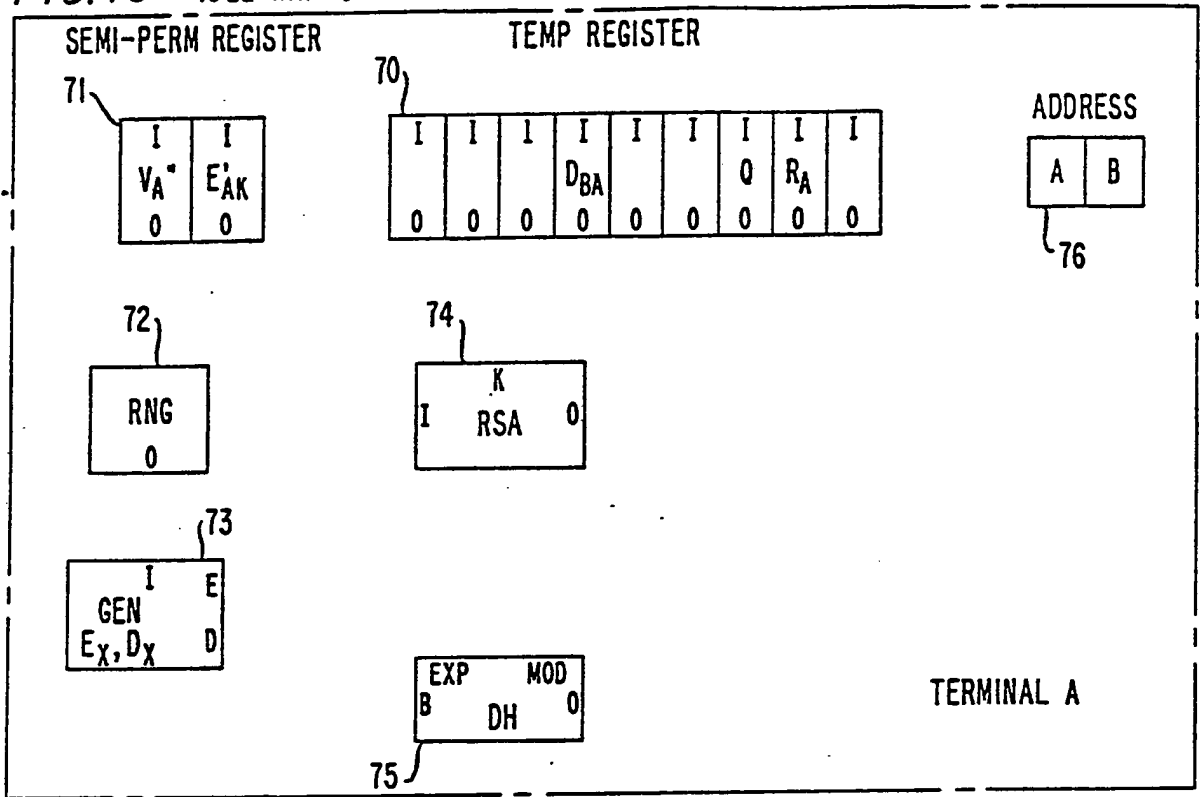 SEMI-PERM REGISTER
TEMP REGISTER
71
70
ADDRESS
I I
V_A" E'_AK
0 0
I I 1 I I I I I I
D_BA Q R_A
0 0 0 0 0 0 0 0 0
A B
76
72
74
RNG
0
K
I RSA 0
73
I E
GEN
E_X, D_X D
EXP MOD
B DH 0
75
TERMINAL A